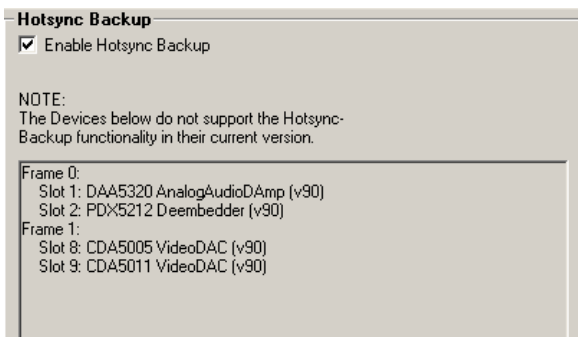 Hotsync Backup
Enable Hotsync Backup
NOTE:
The Devices below do not support the Hotsync-
Backup functionality in their current version.
Frame 0:
Slot 1: DAA5320 AnalogAudioDAmp (v90)
Slot 2: PDX5212 Deembedder (v90)
Frame 1:
Slot 8: CDA5005 VideoDAC (v90)
Slot 9: CDA5011 VideoDAC (v90)